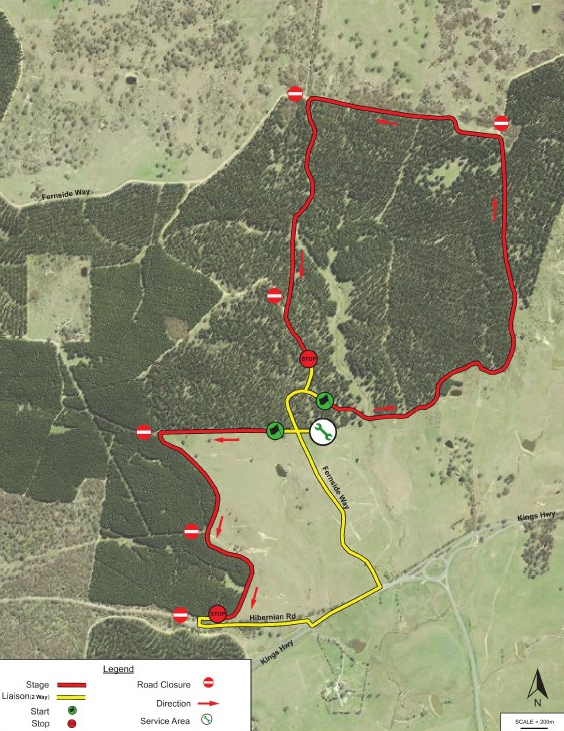 Fernside Way
STOP
Fernside Way
Kings Hwy
STOP
Hibernian Rd
Kings Hwy
Legend
Stage
Liaison(2 Way)
Start
Stop
Road Closure
Direction
Service Area
N
SCALE = 200m